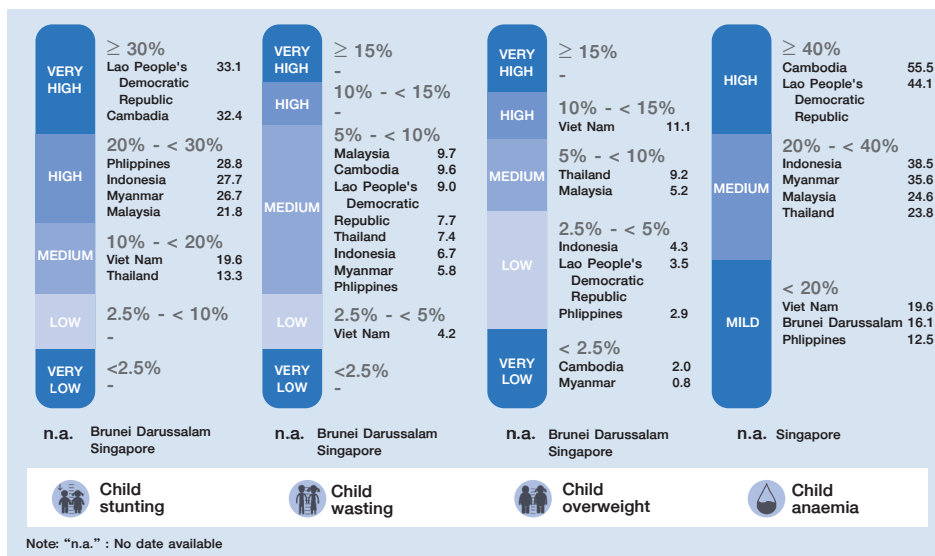 VERY
HIGH
≥ 30%
Lao People's 33.1
Democratic
Republic
Cambadia 32.4
HIGH
20% - < 30%
Phlippines 28.8
Indonesia 27.7
Myanmar 26.7
Malaysia 21.8
MEDIUM
10% - < 20%
Viet Nam 19.6
Thailand 13.3
LOW
2.5% - < 10%
-
VERY
LOW
<2.5%
-
n.a. Brunei Darussalam
Singapore
VERY
HIGH
≥ 15%
-
HIGH
10% - < 15%
-
MEDIUM
5% - < 10%
Malaysia 9.7
Cambodia 9.6
Lao People's 9.0
Democratic
Republic 7.7
Thailand 7.4
Indonesia 6.7
Myanmar 5.8
Phlippines
LOW
2.5% - < 5%
Viet Nam 4.2
VERY
LOW
<2.5%
-
n.a. Brunei Darussalam
Singapore
VERY
HIGH
≥ 15%
-
HIGH
10% - < 15%
Viet Nam 11.1
MEDIUM
5% - < 10%
Thailand 9.2
Malaysia 5.2
LOW
2.5% - < 5%
Indonesia 4.3
Lao People's 3.5
Democratic
Republic
Phlippines 2.9
VERY
LOW
< 2.5%
Cambodia 2.0
Myanmar 0.8
n.a. Brunei Darussalam
Singapore
HIGH
≥ 40%
Cambodia 55.5
Lao People's 44.1
Democratic
Republic
MEDIUM
20% - < 40%
Indonesia 38.5
Myanmar 35.6
Malaysia 24.6
Thailand 23.8
MILD
< 20%
Viet Nam 19.6
Brunei Darussalam 16.1
Phlippines 12.5
n.a. Singapore
Child
stunting
Child
wasting
Child
overweight
Child
anaemia
Note: “n.a.” : No date available